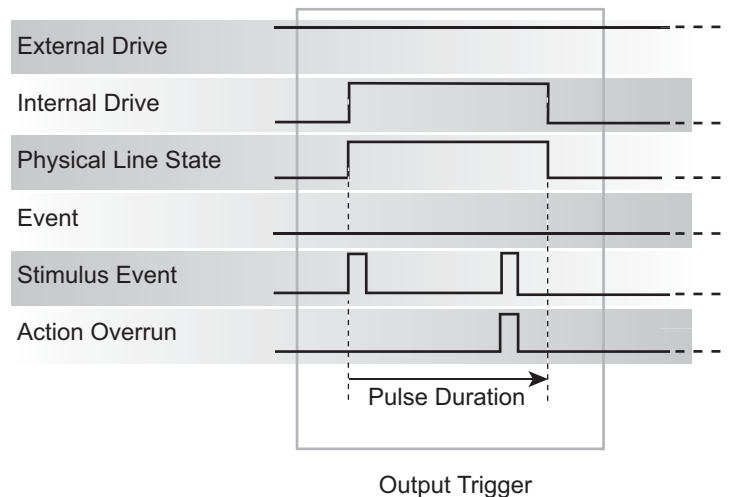 External Drive
Internal Drive
Physical Line State
Event
Stimulus Event
Action Overrun
Pulse Duration
Output Trigger